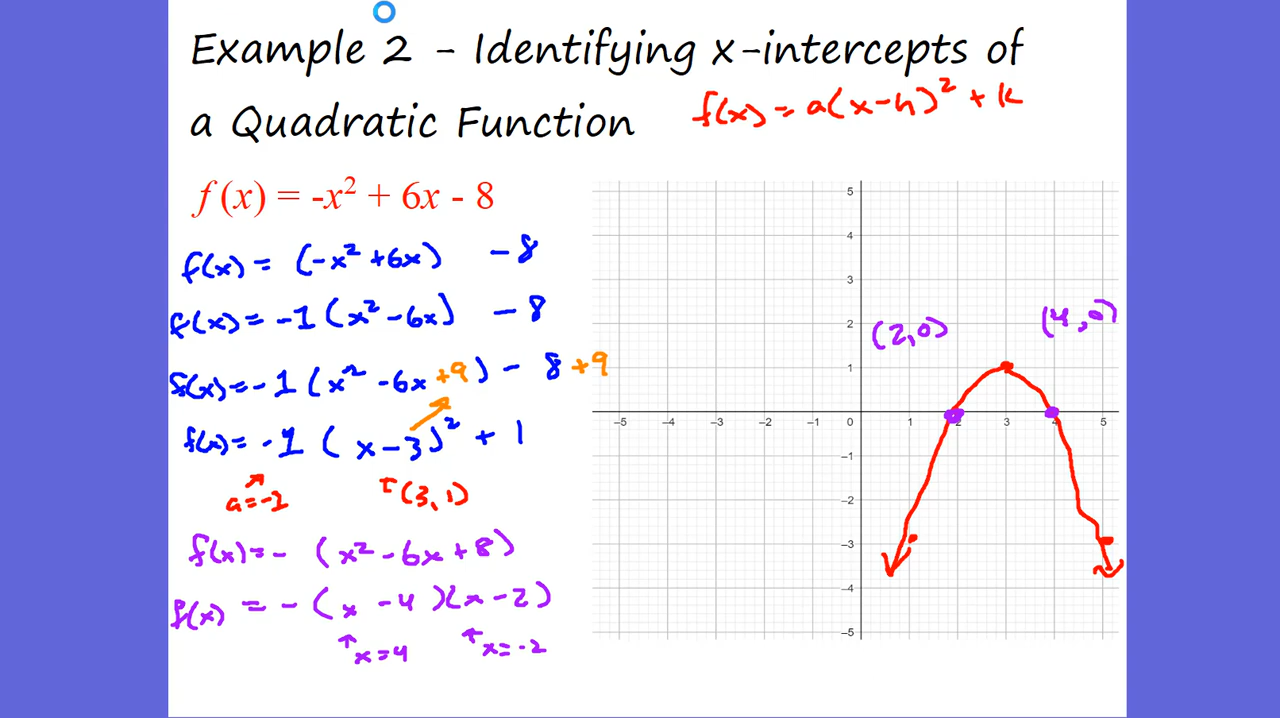 Example 2 - Identifying x-intercepts of
a Quadratic Function
f(x) = a(x-h)² + k
f(x) = -x² + 6x - 8
f(x) = (-x² +6x) -8
f(x) = -1 (x² -6x) -8
f(x) = -1 (x² -6x +9) - 8 +9
f(x) = -1 (x-3)² + 1
a=-1
(3,1)
f(x) = - (x² -6x +8)
f(x) = - (x -4)(x -2)
x=4
x=-2
5
4
3
2
1
-5 -4 -3 -2 -1 0 1 2 3 4 5
-1
-2
-3
-4
-5
(2,0)
(4,0)